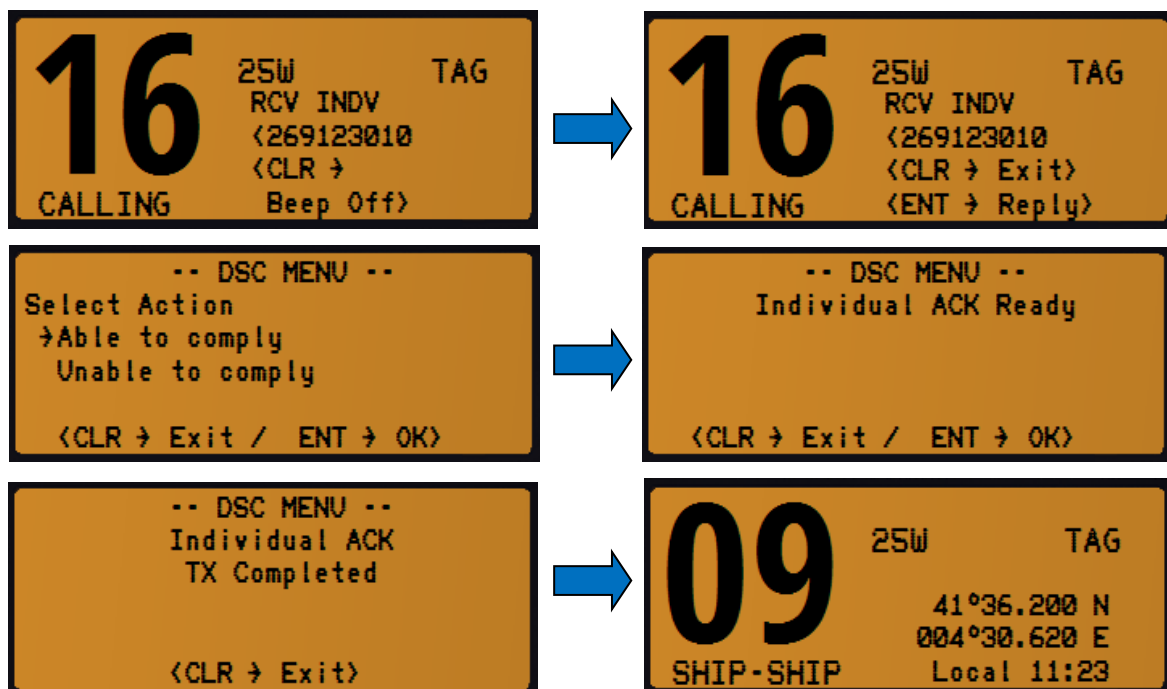 16
25W TAG
RCV INDV
<269123010
<CLR →
CALLING Beep Off>
16
25W TAG
RCV INDV
<269123010
<CLR → Exit>
CALLING <ENT → Reply>
-- DSC MENU --
Select Action
→Able to comply
Unable to comply
<CLR → Exit / ENT → OK>
-- DSC MENU --
Individual ACK Ready
<CLR → Exit / ENT → OK>
-- DSC MENU --
Individual ACK
TX Completed
<CLR → Exit>
09
25W TAG
41°36.200 N
004°30.620 E
SHIP-SHIP Local 11:23